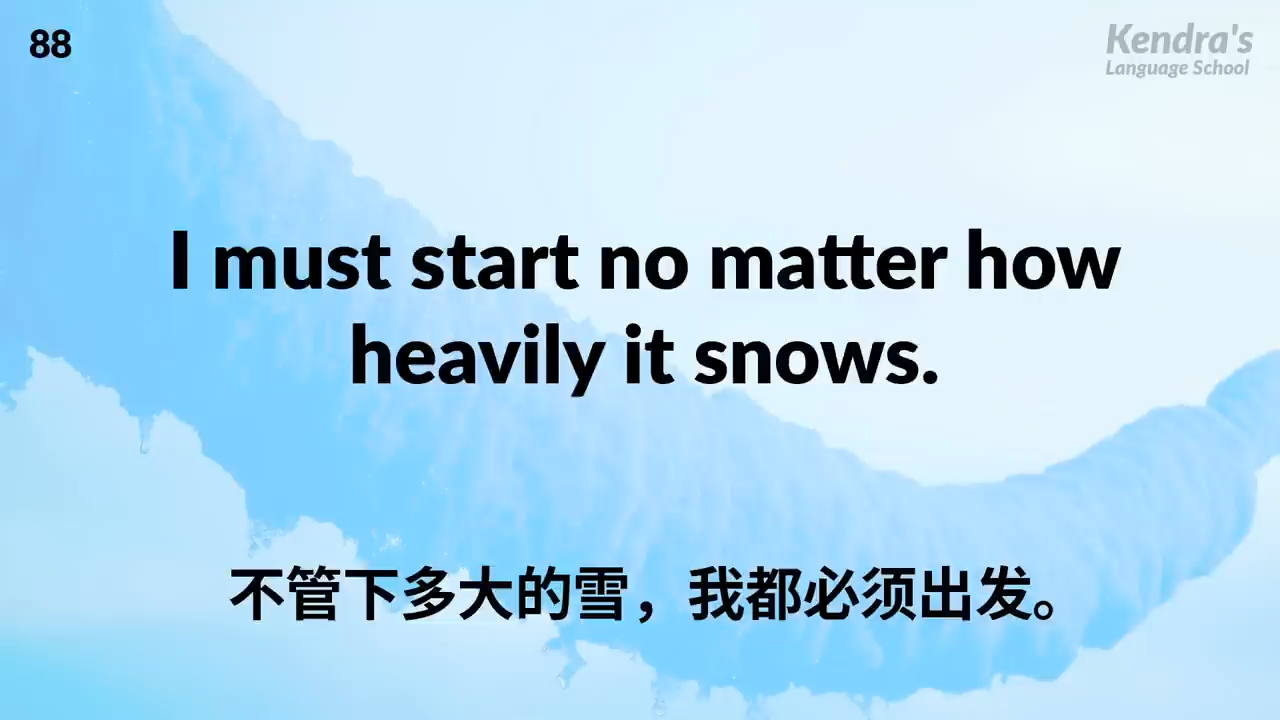 88
Kendra's
Language School
I must start no matter how
heavily it snows.
不管下多大的雪，我都必须出发。